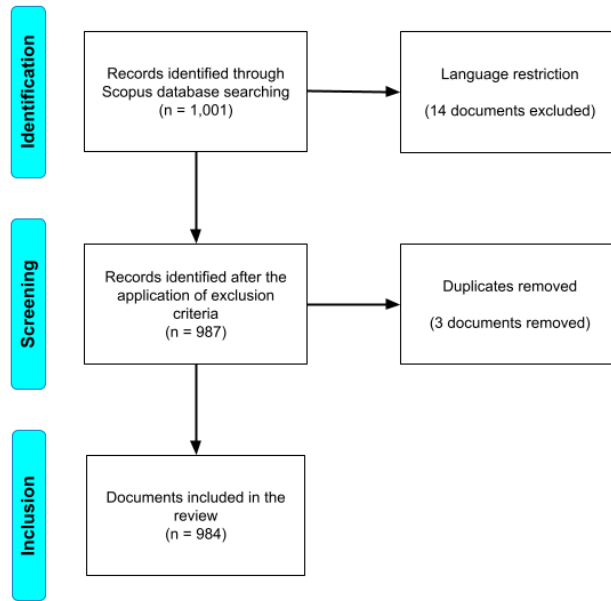 Identification
Records identified through
Scopus database searching
(n = 1,001)
Language restriction
(14 documents excluded)
Screening
Records identified after the
application of exclusion
criteria
(n = 987)
Duplicates removed
(3 documents removed)
Inclusion
Documents included in the
review
(n = 984)